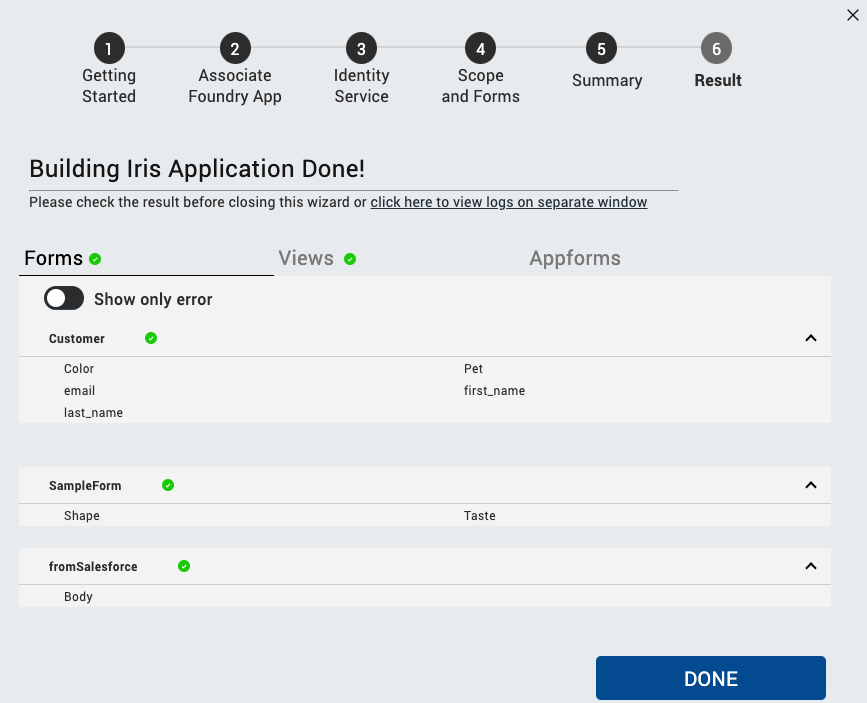 1 2 3 4 5 6
Getting Associate Identity Scope Summary Result
Started Foundry App Service and Forms
Building Iris Application Done!
Please check the result before closing this wizard or click here to view logs on separate window
Forms Views Appforms
Show only error
Customer
Color Pet
email first_name
last_name
SampleForm
Shape Taste
fromSalesforce
Body
DONE